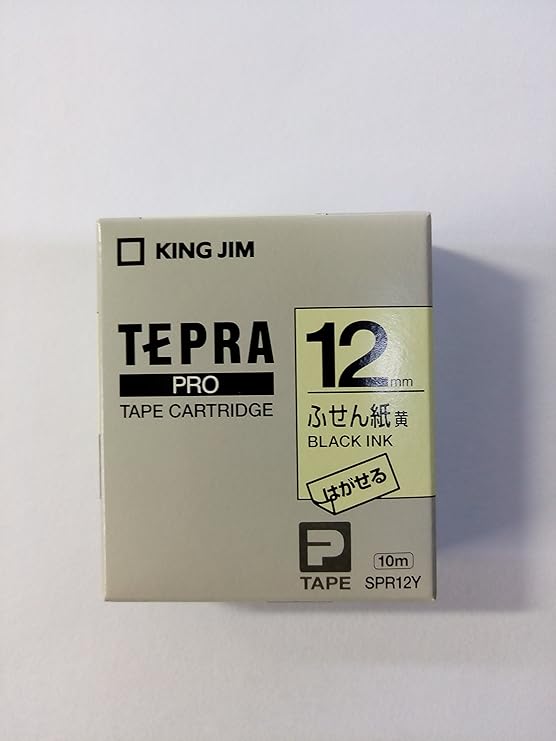 KING JIM
TEPRA
PRO
TAPE CARTRIDGE
12mm
ふせん紙 黄
BLACK INK
はがせる
P
TAPE
10m
SPR12Y